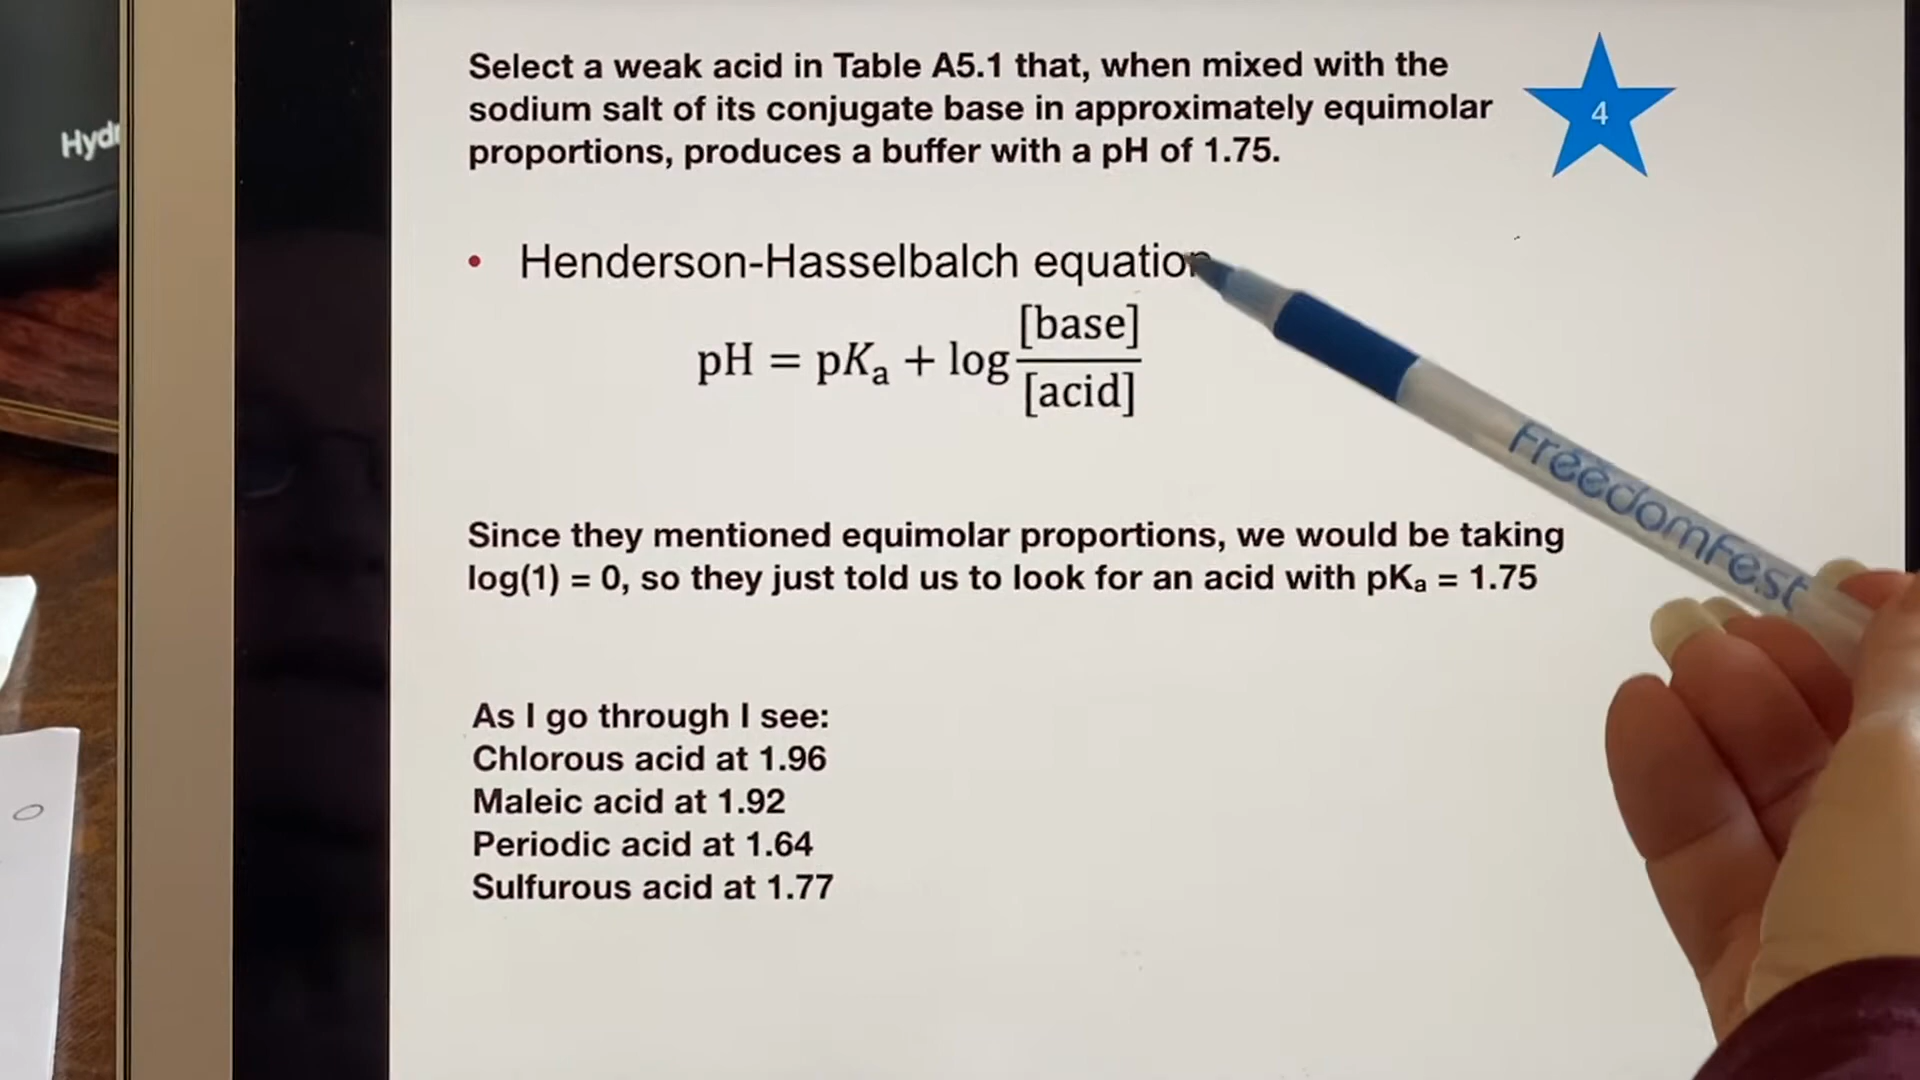 Select a weak acid in Table A5.1 that, when mixed with the
sodium salt of its conjugate base in approximately equimolar
proportions, produces a buffer with a pH of 1.75.
4
Hydr
• Henderson-Hasselbalch equation
pH = pKₐ + log [base]/[acid]
FreedomFest
Since they mentioned equimolar proportions, we would be taking
log(1) = 0, so they just told us to look for an acid with pKₐ = 1.75
As I go through I see:
Chlorous acid at 1.96
Maleic acid at 1.92
Periodic acid at 1.64
Sulfurous acid at 1.77